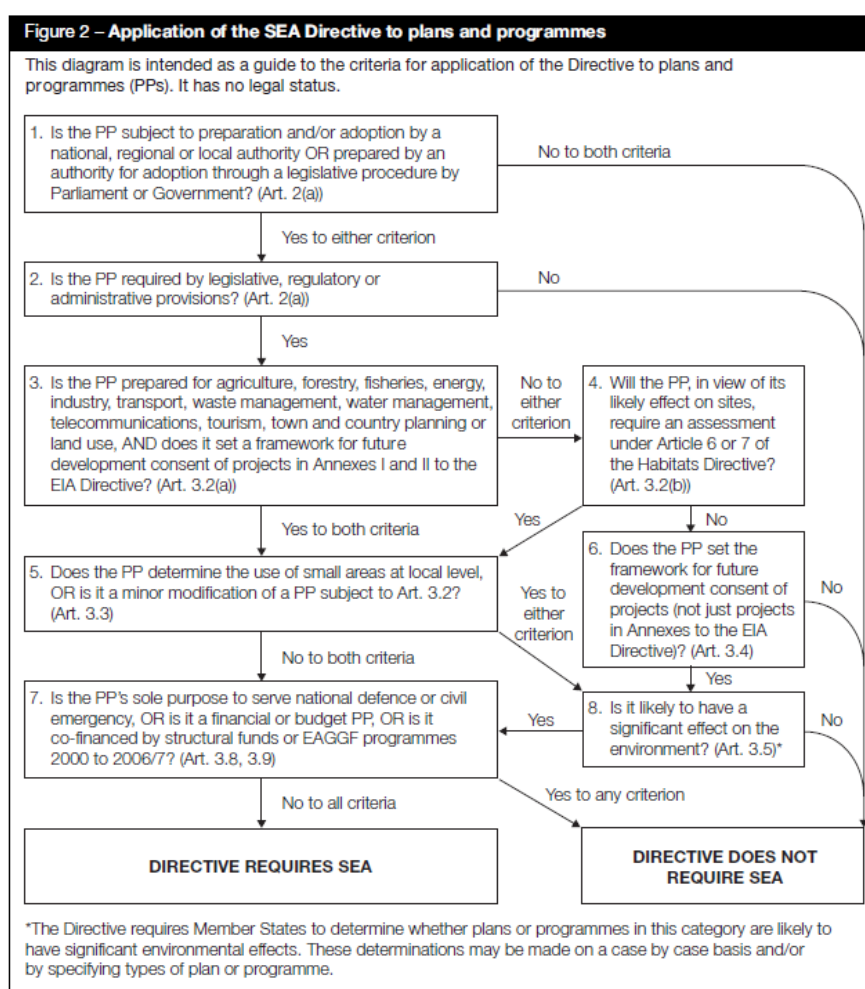 Figure 2 – Application of the SEA Directive to plans and programmes
This diagram is intended as a guide to the criteria for application of the Directive to plans and
programmes (PPs). It has no legal status.
1. Is the PP subject to preparation and/or adoption by a
national, regional or local authority OR prepared by an
authority for adoption through a legislative procedure by
Parliament or Government? (Art. 2(a))
No to both criteria
Yes to either criterion
2. Is the PP required by legislative, regulatory or
administrative provisions? (Art. 2(a))
No
Yes
3. Is the PP prepared for agriculture, forestry, fisheries, energy,
industry, transport, waste management, water management,
telecommunications, tourism, town and country planning or
land use, AND does it set a framework for future
development consent of projects in Annexes I and II to the
EIA Directive? (Art. 3.2(a))
No to
either
criterion
4. Will the PP, in view of its
likely effect on sites,
require an assessment
under Article 6 or 7 of
the Habitats Directive?
(Art. 3.2(b))
Yes to both criteria
Yes
No
5. Does the PP determine the use of small areas at local level,
OR is it a minor modification of a PP subject to Art. 3.2?
(Art. 3.3)
Yes to
either
criterion
6. Does the PP set the
framework for future
development consent of
projects (not just projects
in Annexes to the EIA
Directive)? (Art. 3.4)
No
No to both criteria
Yes
7. Is the PP's sole purpose to serve national defence or civil
emergency, OR is it a financial or budget PP, OR is it
co-financed by structural funds or EAGGF programmes
2000 to 2006/7? (Art. 3.8, 3.9)
Yes
8. Is it likely to have a
significant effect on the
environment? (Art. 3.5)*
No
No to all criteria
Yes to any criterion
DIRECTIVE REQUIRES SEA
DIRECTIVE DOES NOT
REQUIRE SEA
*The Directive requires Member States to determine whether plans or programmes in this category are likely to
have significant environmental effects. These determinations may be made on a case by case basis and/or
by specifying types of plan or programme.